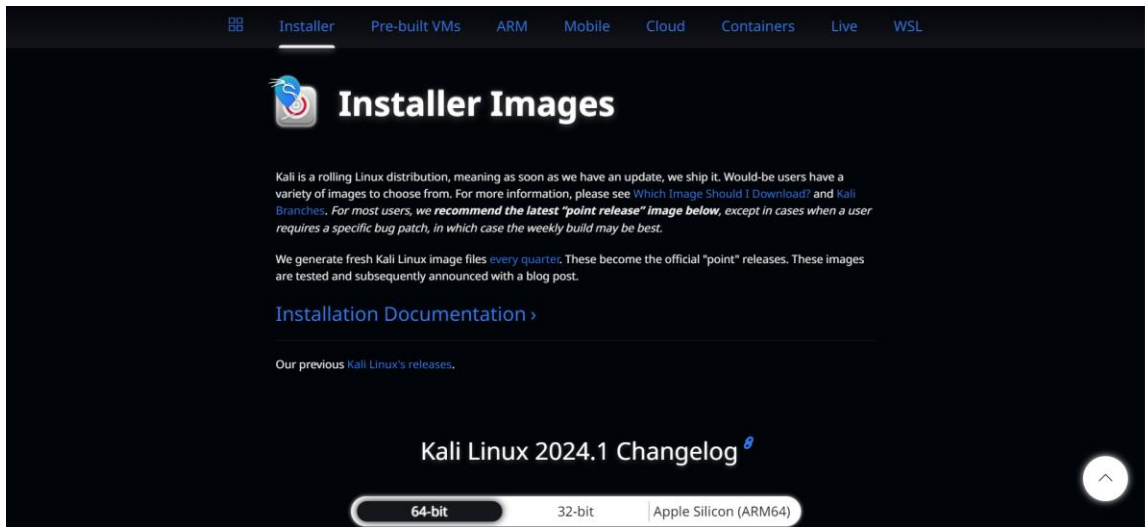 Installer Pre-built VMs ARM Mobile Cloud Containers Live WSL
Installer Images
Kali is a rolling Linux distribution, meaning as soon as we have an update, we ship it. Would-be users have a
variety of images to choose from. For more information, please see Which Image Should I Download? and Kali
Branches. For most users, we recommend the latest “point release” image below, except in cases when a user
requires a specific bug patch, in which case the weekly build may be best.
We generate fresh Kali Linux image files every quarter. These become the official "point" releases. These images
are tested and subsequently announced with a blog post.
Installation Documentation ›
Our previous Kali Linux's releases.
Kali Linux 2024.1 Changelog
64-bit 32-bit Apple Silicon (ARM64)